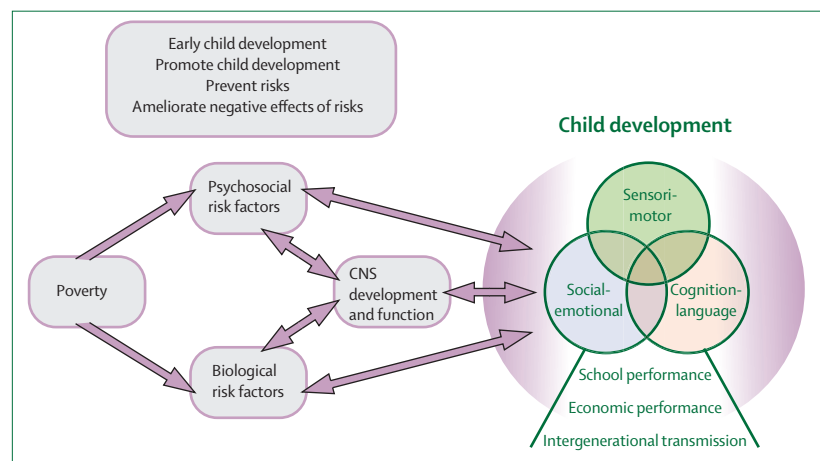 Early child development
Promote child development
Prevent risks
Ameliorate negative effects of risks
Child development
Psychosocial
risk factors
Sensori-
motor
Poverty
CNS
development
and function
Social-
emotional
Cognition-
language
Biological
risk factors
School performance
Economic performance
Intergenerational transmission